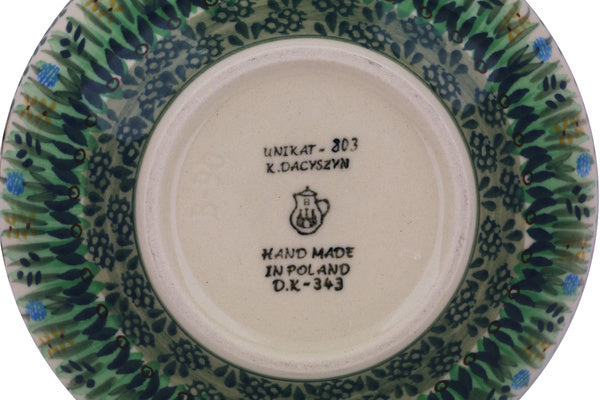 UNIKAT - 803
K.DACYSZYN
HAND MADE
IN POLAND
D.K-343